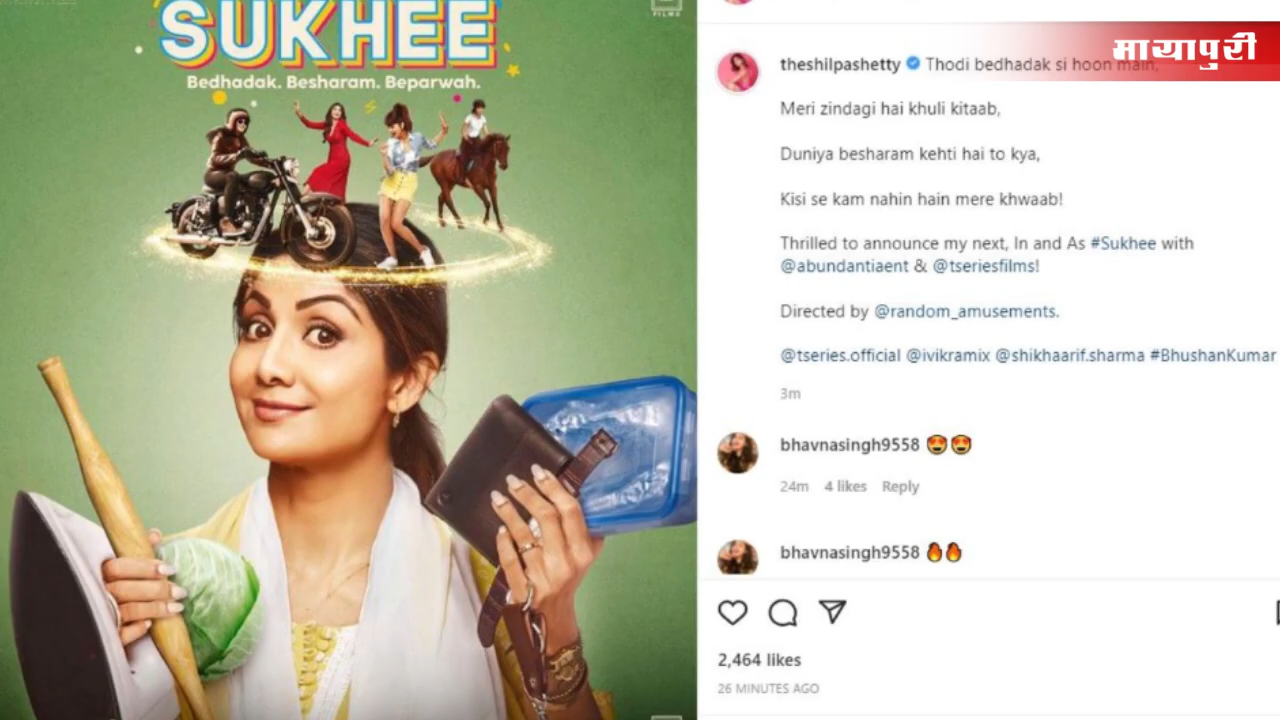 SUKHEE
Bedhadak. Besharam. Beparwah.
FILMS
मायापुरी
theshilpashetty Thodi bedhadak si hoon main,
Meri zindagi hai khuli kitaab,
Duniya besharam kehti hai to kya,
Kisi se kam nahin hain mere khwaab!
Thrilled to announce my next, In and As #Sukhee with
@abundantiaent & @tseriesfilms!
Directed by @random_amusements.
@tseries.official @ivikramix @shikhaarif.sharma #BhushanKumar
3m
bhavnasingh9558 😍😍
24m 4 likes Reply
bhavnasingh9558 🔥🔥
2,464 likes
26 MINUTES AGO